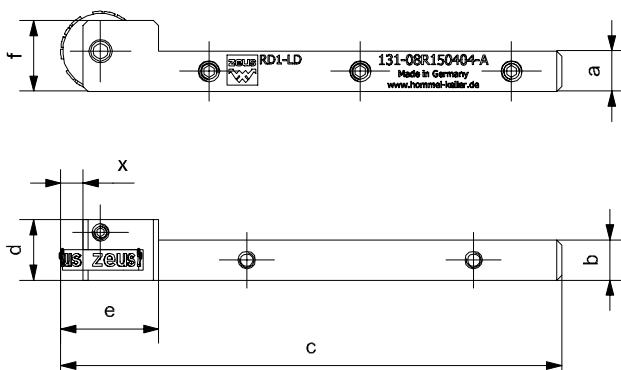 f
zeus
RD1-LD
131-08R150404-A
Made in Germany
www.hommel-keller.de
a
x
d
us zeus
b
e
c